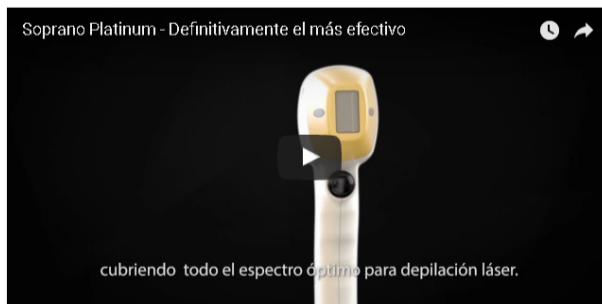 Soprano Platinum - Definitivamente el más efectivo
cubriendo todo el espectro óptimo para depilación láser.